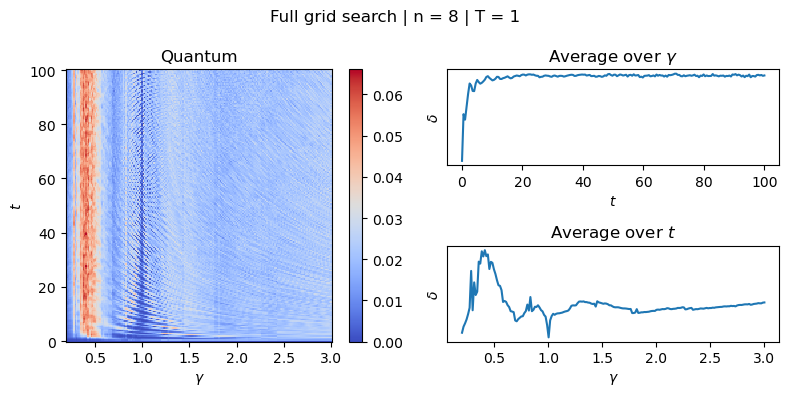 Full grid search | n = 8 | T = 1
Quantum
100
80
60
40
20
0
t
0.5 1.0 1.5 2.0 2.5 3.0
γ
0.06
0.05
0.04
0.03
0.02
0.01
0.00
Average over γ
δ
0 20 40 60 80 100
t
Average over t
δ
0.5 1.0 1.5 2.0 2.5 3.0
γ